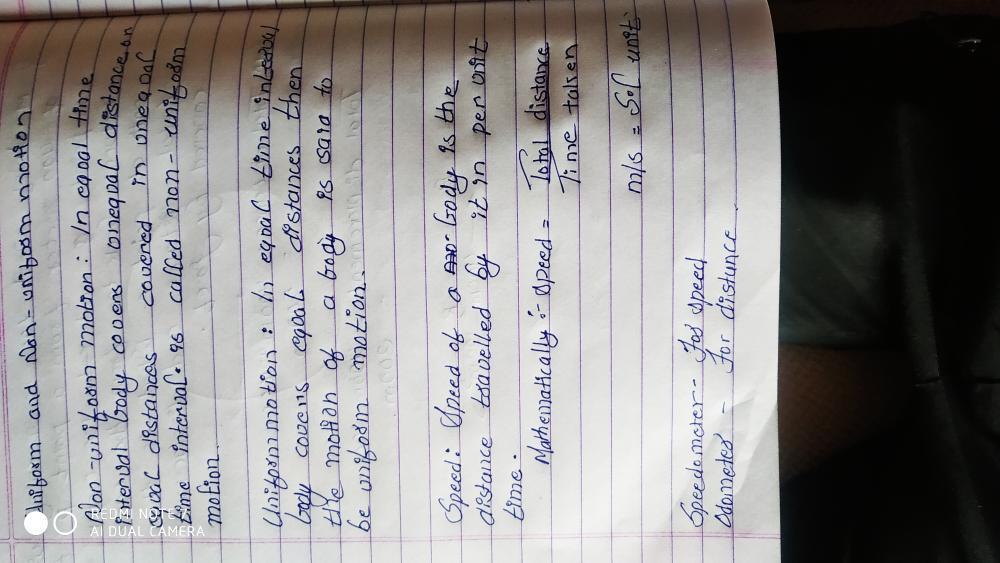 Uniform and Non-uniform motion
Non-uniform motion: In equal time
interval body covers unequal distance on
equal distances covered in unequal
time interval. is called non-uniform
motion.
Uniform motion: In equal time interval
body covers equal distances then
the motion of a body is said to
be uniform motion.
Speed: Speed of a body is the
distance travelled by it in per unit
time.
Mathematically :- Speed = Total distance
Time taken
m/s = S.I unit.
Speedometer - For speed
Odometer - For distance.
REDMI NOTE 7
AI DUAL CAMERA